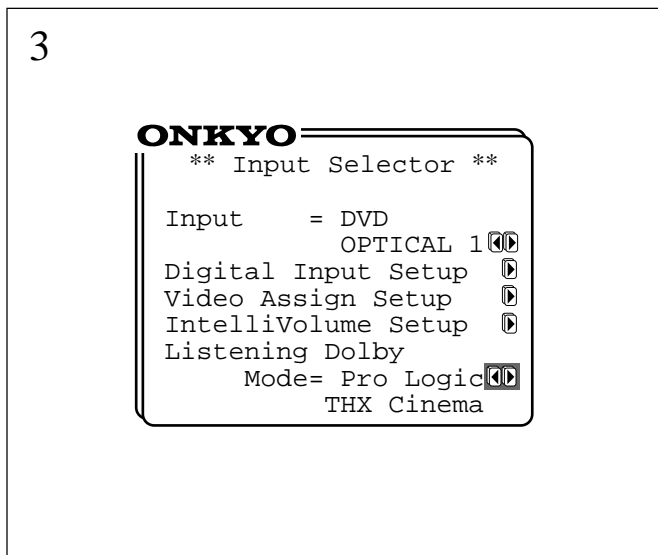 3
ONKYO
** Input Selector **
Input = DVD
OPTICAL 1
Digital Input Setup
Video Assign Setup
IntelliVolume Setup
Listening Dolby
Mode= Pro Logic
THX Cinema